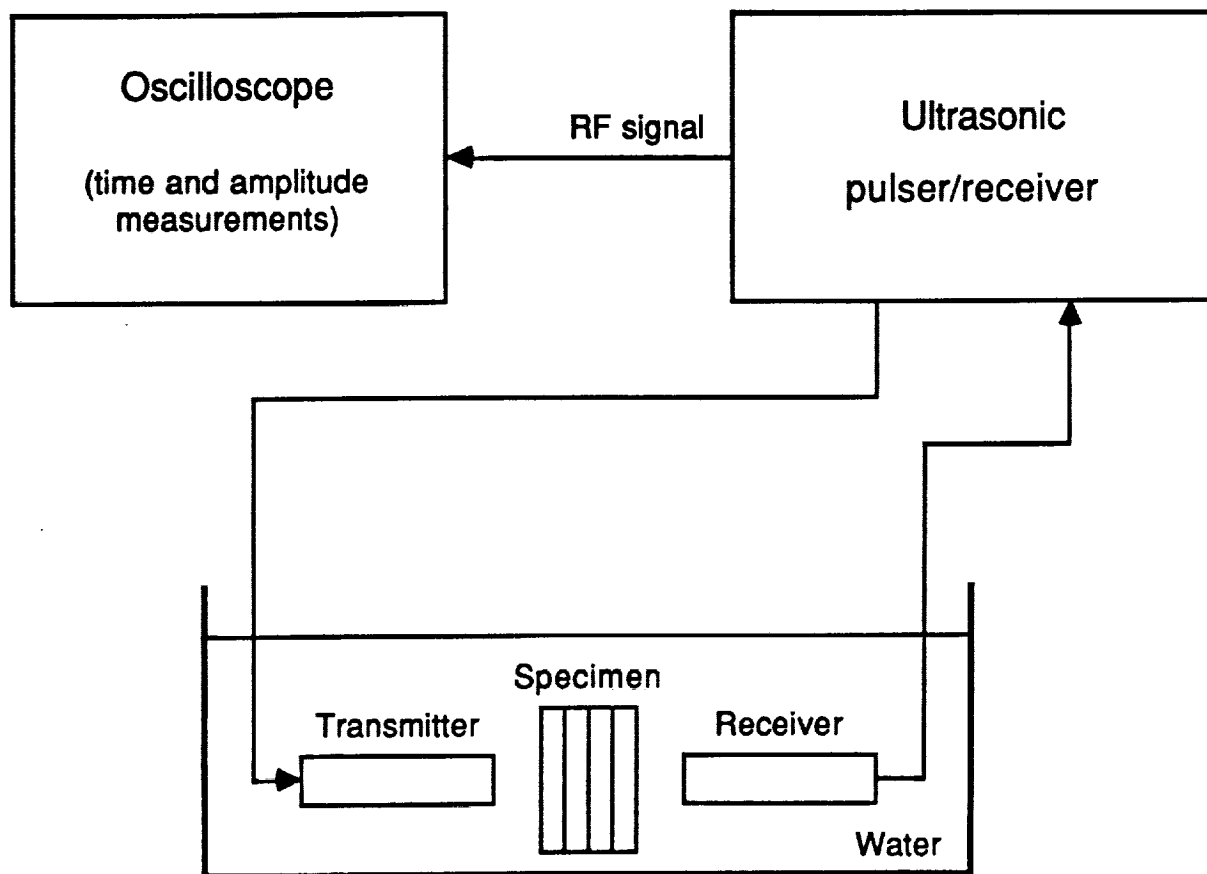 Oscilloscope
(time and amplitude
measurements)
RF signal
Ultrasonic
pulser/receiver
Specimen
Transmitter
Receiver
Water